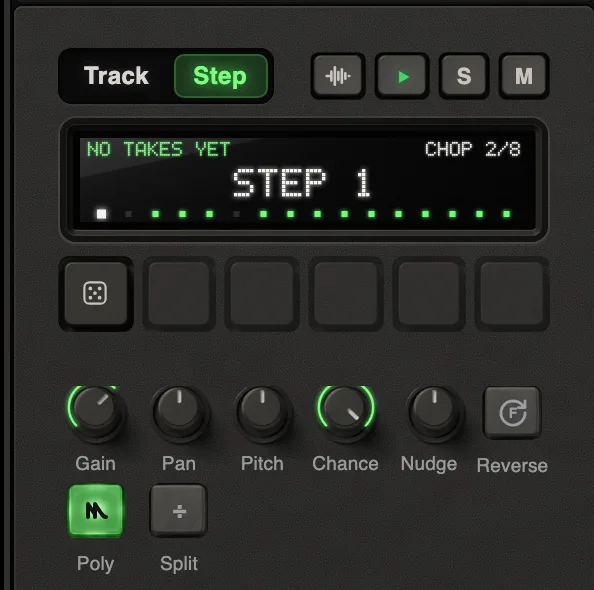 Track Step S M
NO TAKES YET CHOP 2/8
STEP 1
Gain Pan Pitch Chance Nudge Reverse
F
Poly Split